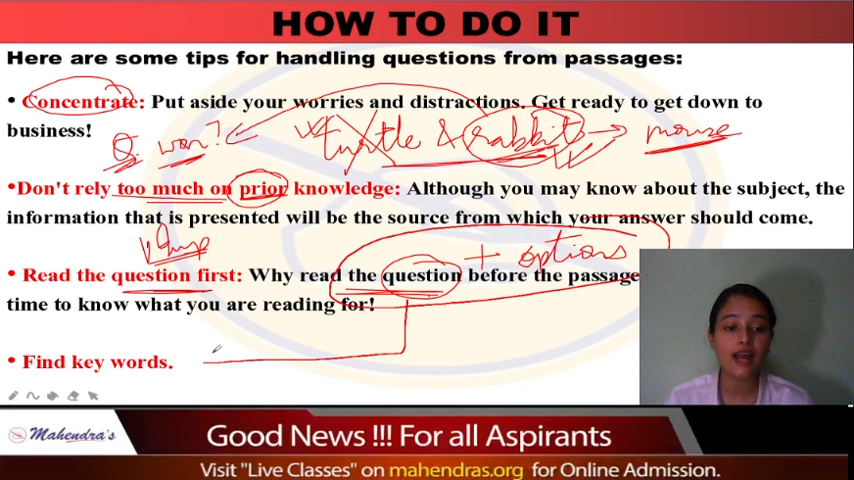 HOW TO DO IT
Here are some tips for handling questions from passages:
• Concentrate: Put aside your worries and distractions. Get ready to get down to
business!
Q. won? turtle & rabbits → mouse
•Don't rely too much on prior knowledge: Although you may know about the subject, the
information that is presented will be the source from which your answer should come.
+ options
• Read the question first: Why read the question before the passage
time to know what you are reading for!
• Find key words.
Mahendra's
Good News !!! For all Aspirants
Visit "Live Classes" on mahendras.org for Online Admission.